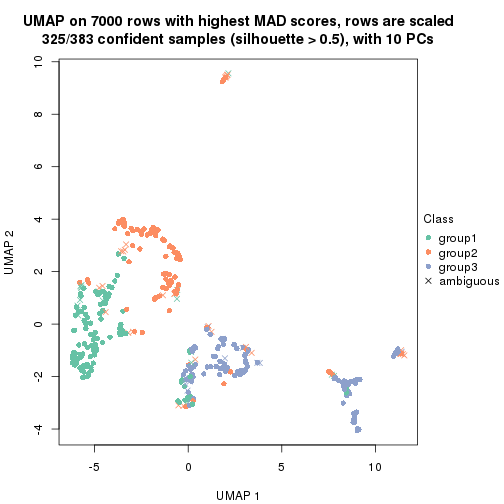 UMAP on 7000 rows with highest MAD scores, rows are scaled
325/383 confident samples (silhouette > 0.5), with 10 PCs
10
8
6
4
2
0
-2
-4
UMAP 2
-5
0
5
10
UMAP 1
Class
group1
group2
group3
ambiguous